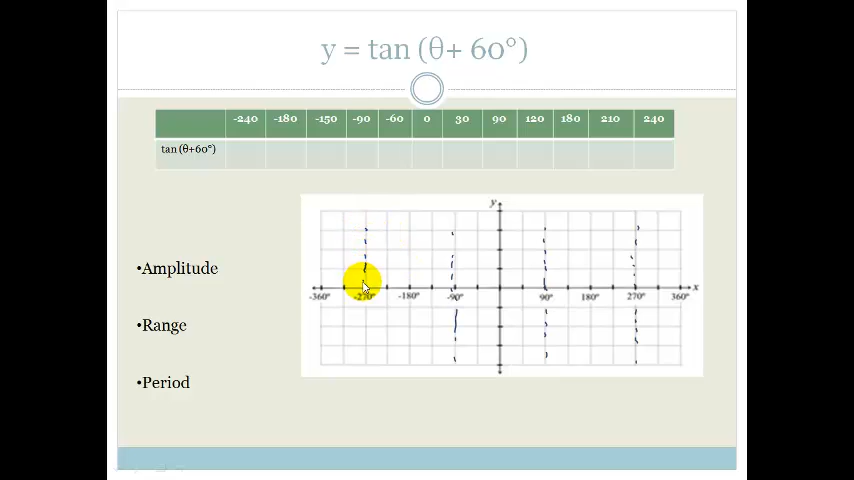 y = tan (θ+ 60°)
-240 -180 -150 -90 -60 0 30 90 120 180 210 240
tan (θ+60°)
y
•Amplitude
-360° -270° -180° -90° 90° 180° 270° 360° x
•Range
•Period